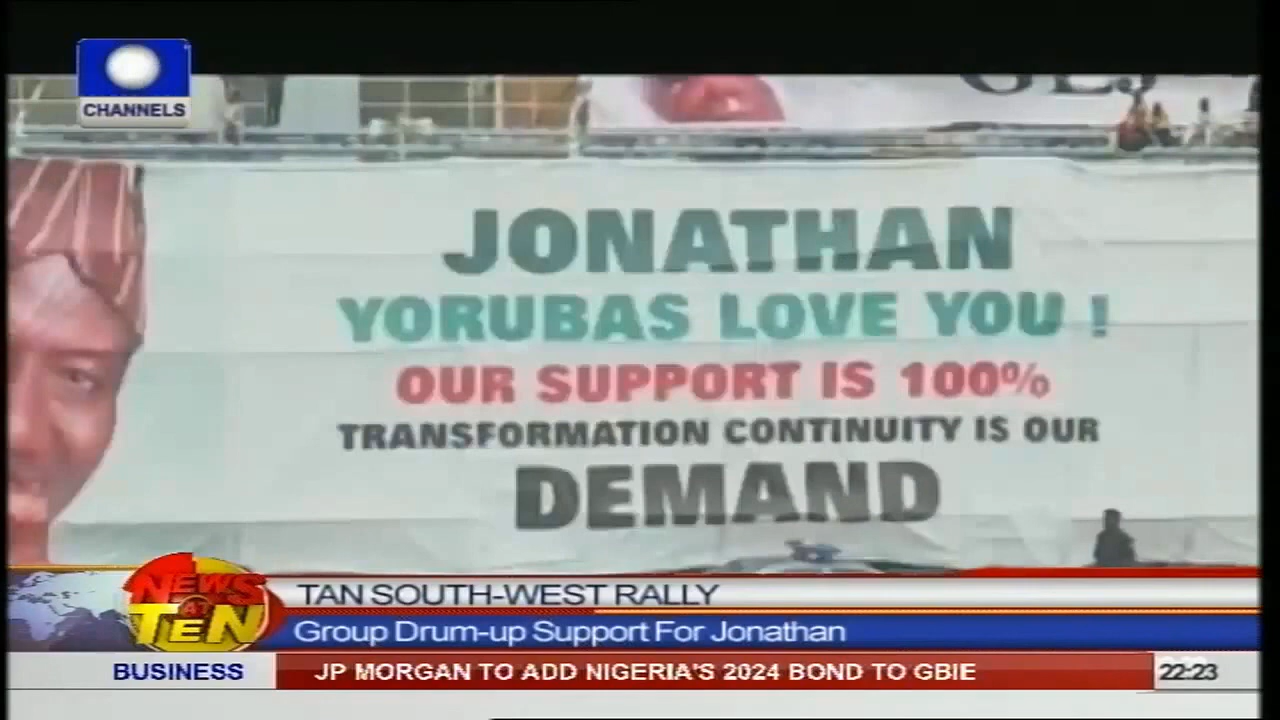 CHANNELS
GEJ
JONATHAN
YORUBAS LOVE YOU !
OUR SUPPORT IS 100%
TRANSFORMATION CONTINUITY IS OUR
DEMAND
NEWS
AT
TEN
TAN SOUTH-WEST RALLY
Group Drum-up Support For Jonathan
BUSINESS
JP MORGAN TO ADD NIGERIA'S 2024 BOND TO GBIE
22:23